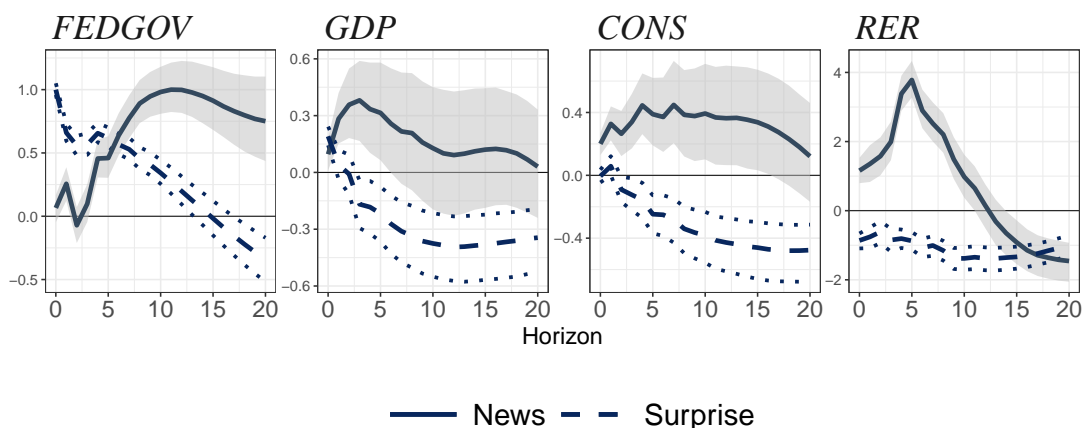 FEDGOV GDP CONS RER
1.0 0.5 0.0 −0.5
0.6 0.3 0.0 −0.3 −0.6
0.4 0.0 −0.4
4 2 0 −2
0 5 10 15 20 0 5 10 15 20 0 5 10 15 20 0 5 10 15 20
Horizon
News Surprise